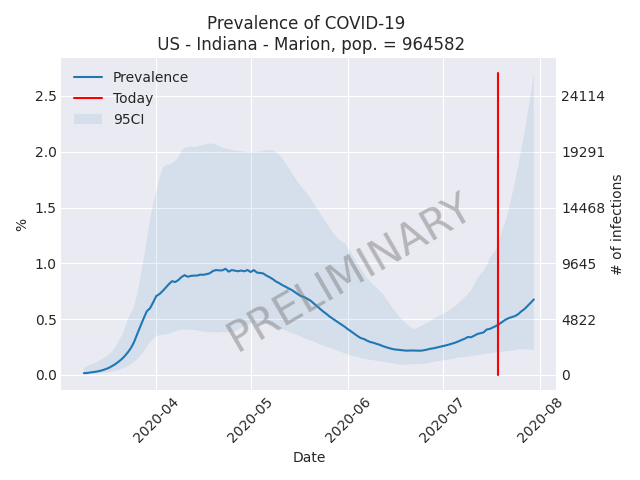 Prevalence of COVID-19
US - Indiana - Marion, pop. = 964582
Prevalence
Today
95CI
2.5
2.0
1.5
1.0
0.5
0.0
%
24114
19291
14468
9645
4822
0
# of infections
PRELIMINARY
2020-04
2020-05
2020-06
2020-07
2020-08
Date